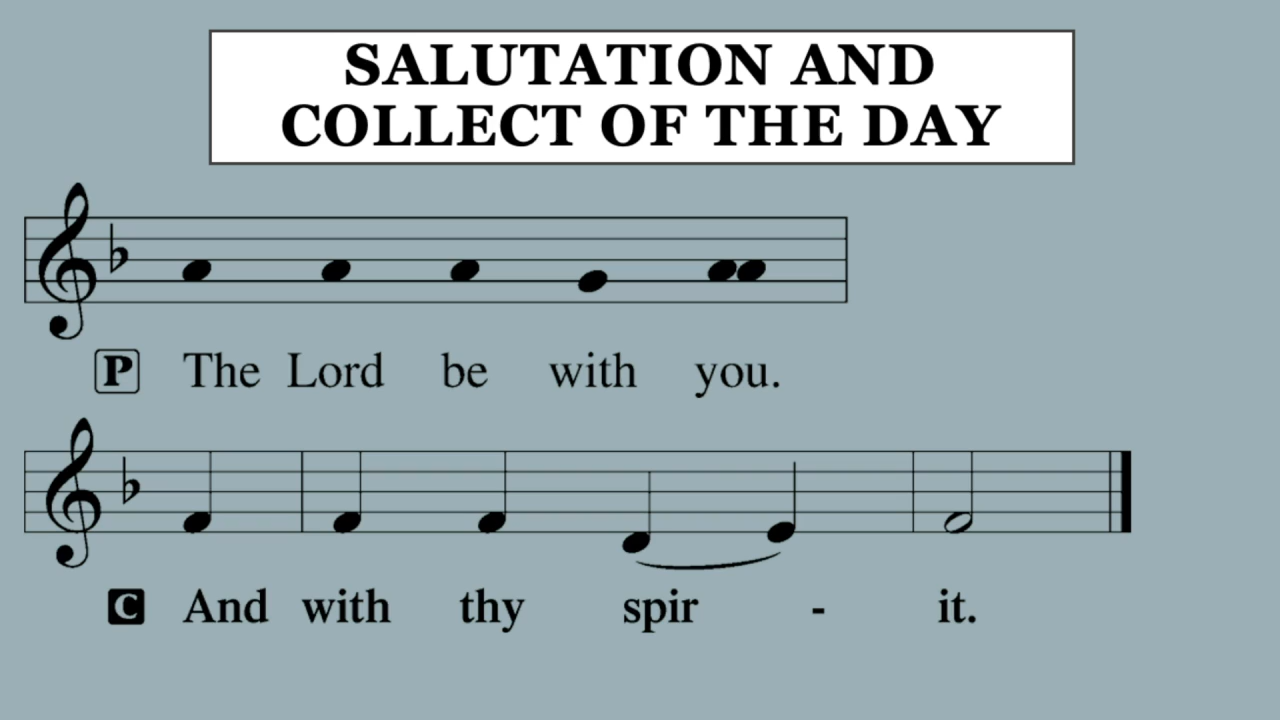 SALUTATION AND
COLLECT OF THE DAY
P The Lord be with you.
C And with thy spir - it.